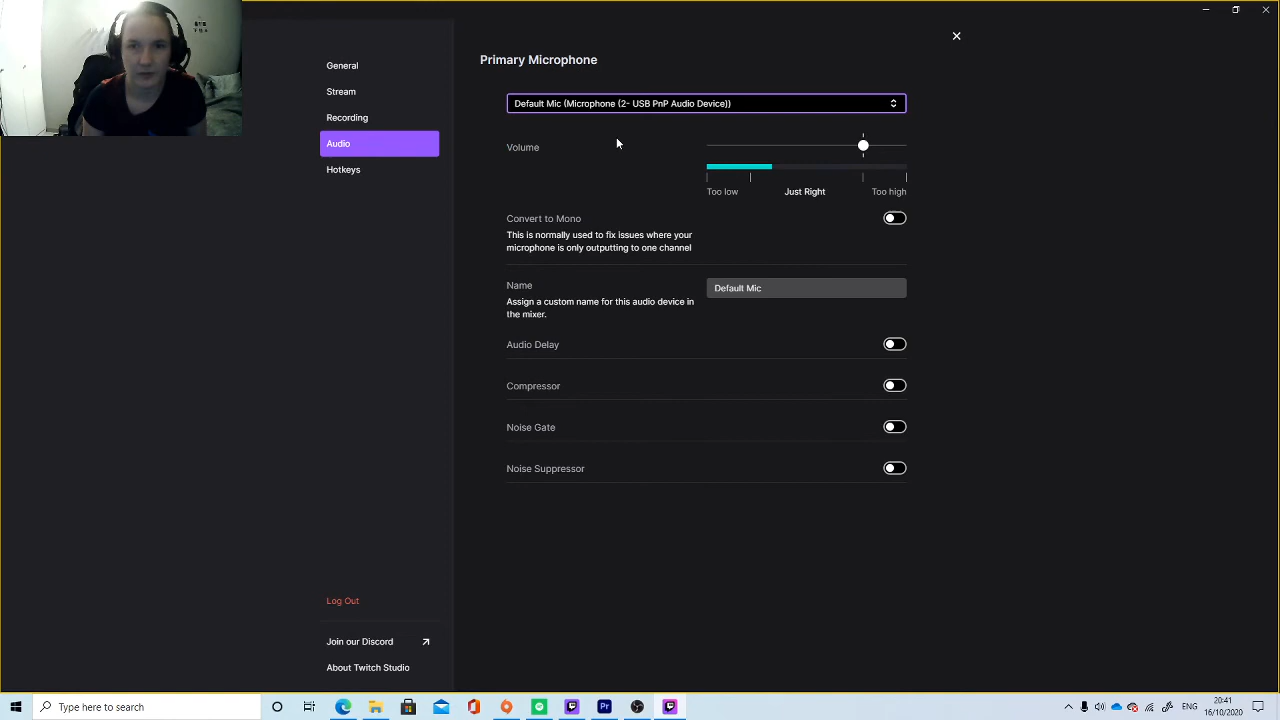 General
Stream
Recording
Audio
Hotkeys
Log Out
Join our Discord
About Twitch Studio
Primary Microphone
Default Mic (Microphone (2- USB PnP Audio Device))
Volume
Too low
Just Right
Too high
Convert to Mono
This is normally used to fix issues where your
microphone is only outputting to one channel
Name
Default Mic
Assign a custom name for this audio device in
the mixer.
Audio Delay
Compressor
Noise Gate
Noise Suppressor
Type here to search
Pr
20:41
16/10/2020